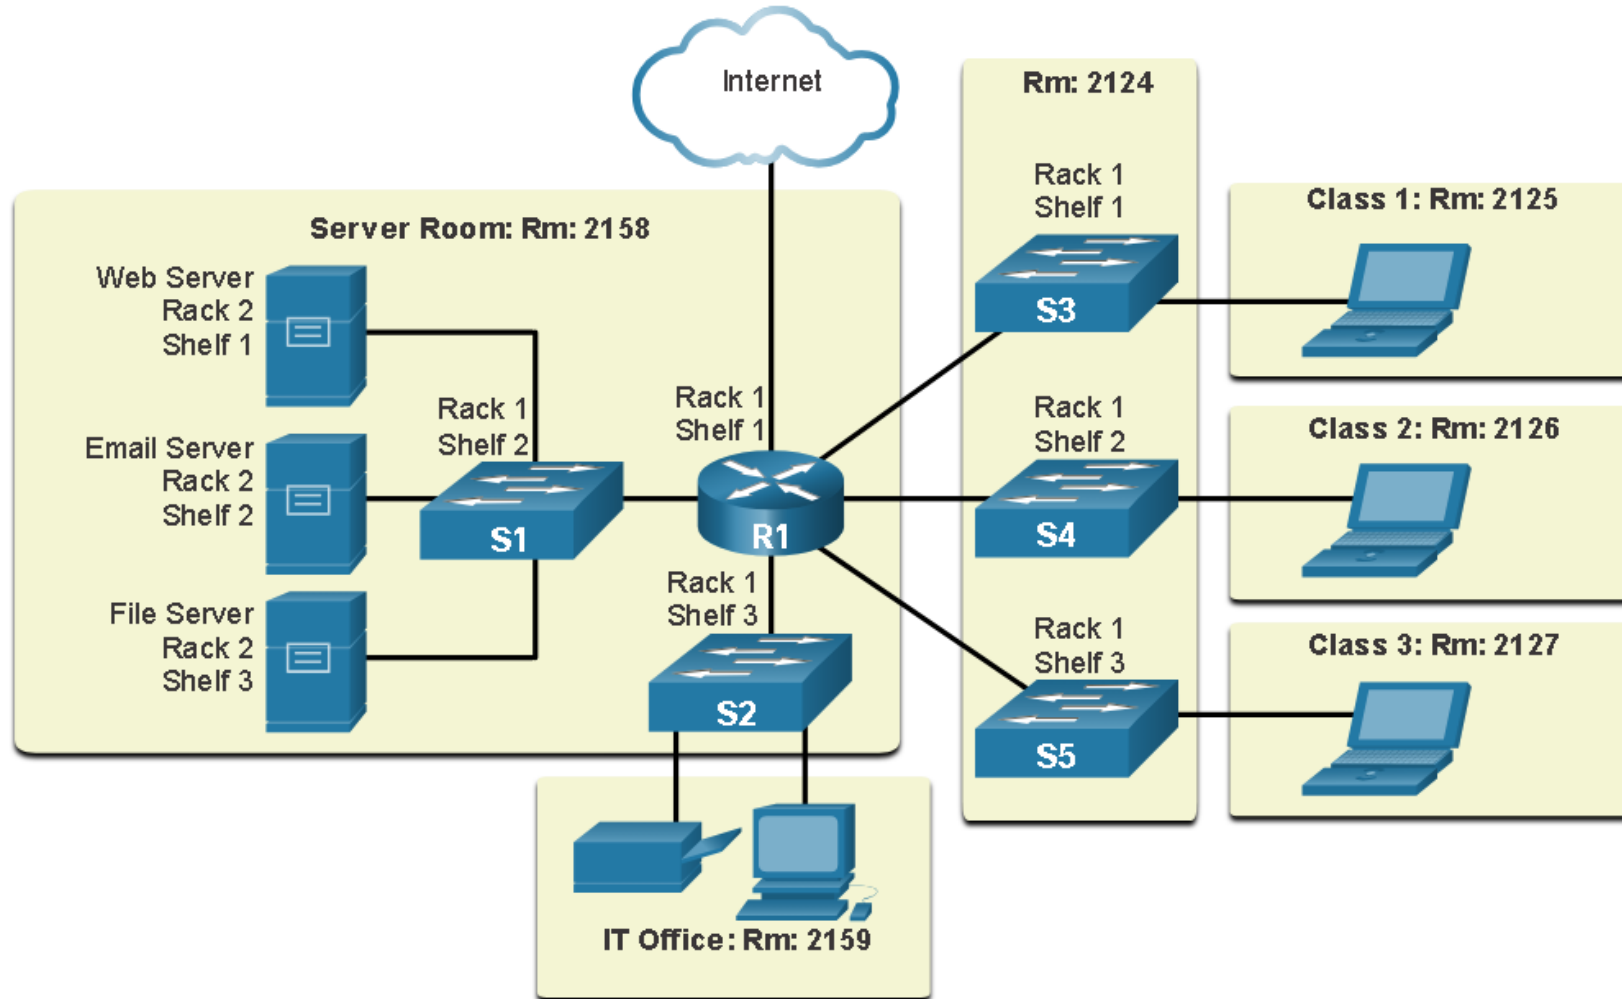 Internet
Rm: 2124
Rack 1
Shelf 1
S3
Class 1: Rm: 2125
Server Room: Rm: 2158
Web Server
Rack 2
Shelf 1
Rack 1
Shelf 2
Rack 1
Shelf 1
Rack 1
Shelf 2
Class 2: Rm: 2126
Email Server
Rack 2
Shelf 2
S1
R1
S4
File Server
Rack 2
Shelf 3
Rack 1
Shelf 3
S2
Rack 1
Shelf 3
S5
Class 3: Rm: 2127
IT Office: Rm: 2159